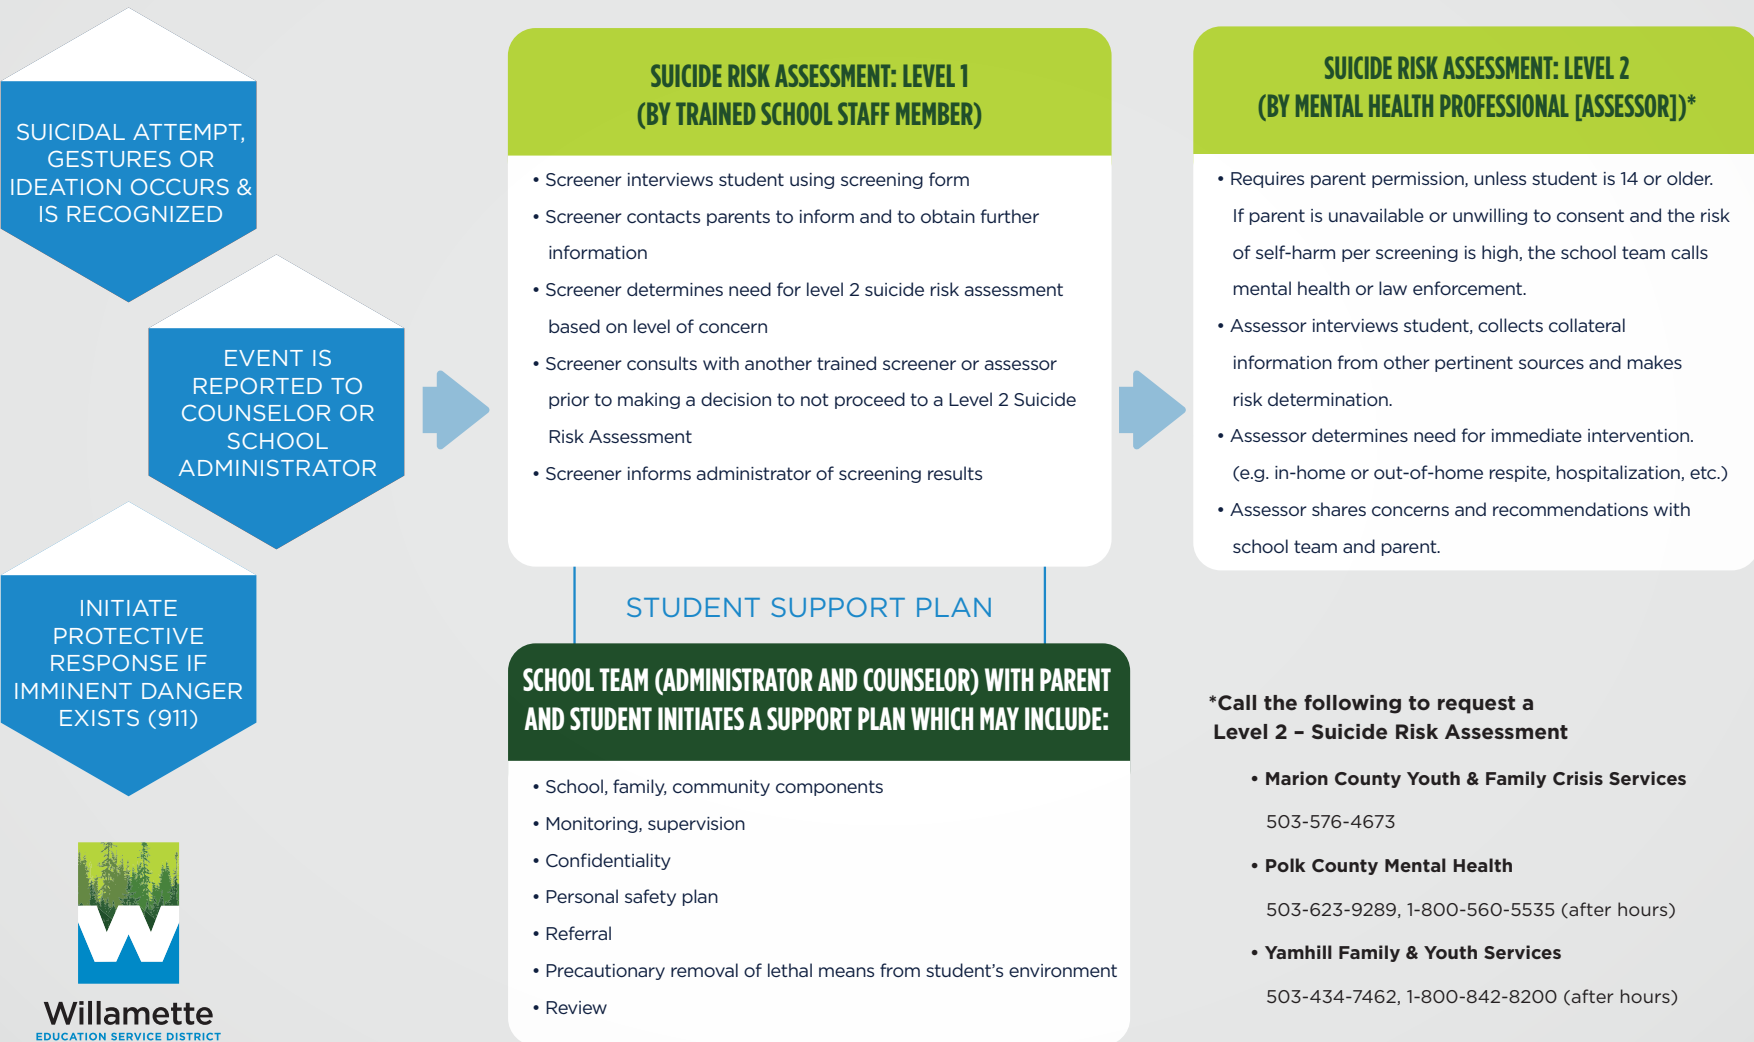 SUICIDAL ATTEMPT,
GESTURES OR
IDEATION OCCURS &
IS RECOGNIZED
EVENT IS
REPORTED TO
COUNSELOR OR
SCHOOL
ADMINISTRATOR
INITIATE
PROTECTIVE
RESPONSE IF
IMMINENT DANGER
EXISTS (911)
SUICIDE RISK ASSESSMENT: LEVEL 1
(BY TRAINED SCHOOL STAFF MEMBER)
• Screener interviews student using screening form
• Screener contacts parents to inform and to obtain further
information
• Screener determines need for level 2 suicide risk assessment
based on level of concern
• Screener consults with another trained screener or assessor
prior to making a decision to not proceed to a Level 2 Suicide
Risk Assessment
• Screener informs administrator of screening results
SUICIDE RISK ASSESSMENT: LEVEL 2
(BY MENTAL HEALTH PROFESSIONAL [ASSESSOR])*
• Requires parent permission, unless student is 14 or older.
If parent is unavailable or unwilling to consent and the risk
of self-harm per screening is high, the school team calls
mental health or law enforcement.
• Assessor interviews student, collects collateral
information from other pertinent sources and makes
risk determination.
• Assessor determines need for immediate intervention.
(e.g. in-home or out-of-home respite, hospitalization, etc.)
• Assessor shares concerns and recommendations with
school team and parent.
STUDENT SUPPORT PLAN
SCHOOL TEAM (ADMINISTRATOR AND COUNSELOR) WITH PARENT
AND STUDENT INITIATES A SUPPORT PLAN WHICH MAY INCLUDE:
• School, family, community components
• Monitoring, supervision
• Confidentiality
• Personal safety plan
• Referral
• Precautionary removal of lethal means from student's environment
• Review
*Call the following to request a
Level 2 – Suicide Risk Assessment
• Marion County Youth & Family Crisis Services
503-576-4673
• Polk County Mental Health
503-623-9289, 1-800-560-5535 (after hours)
• Yamhill Family & Youth Services
503-434-7462, 1-800-842-8200 (after hours)
W
Willamette
EDUCATION SERVICE DISTRICT